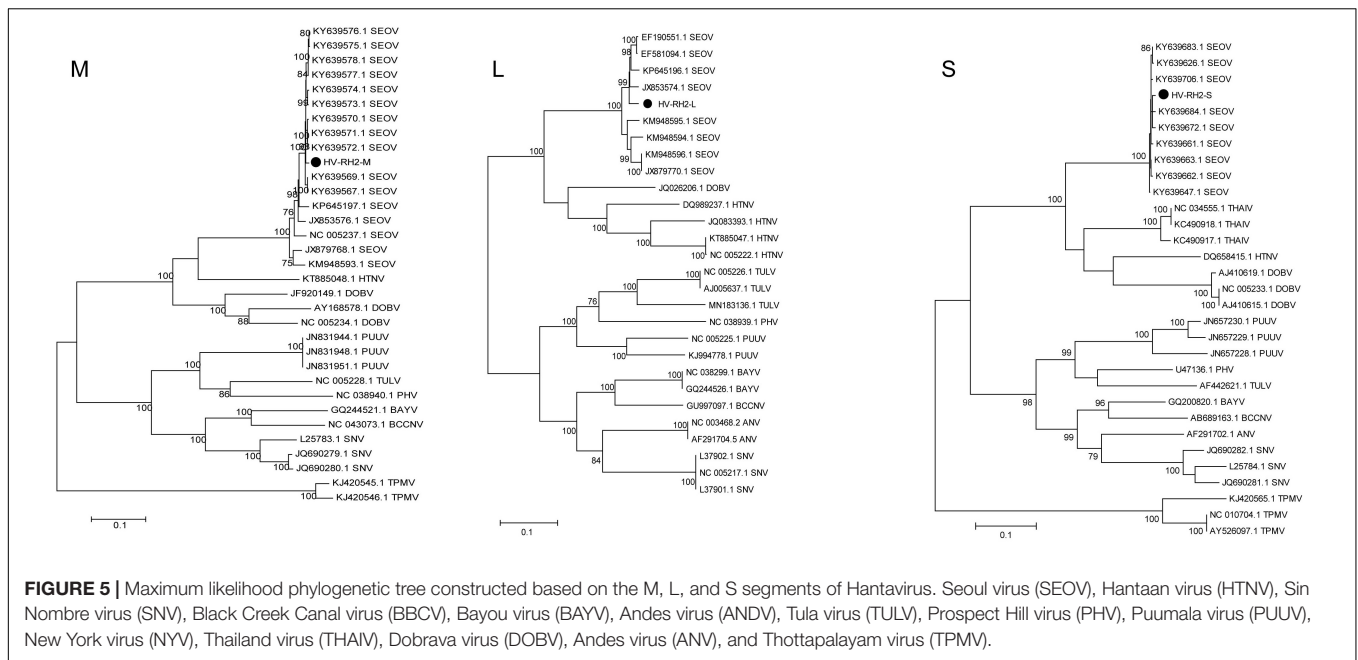 M
80
KY639576.1 SEOV
KY639575.1 SEOV
100
KY639578.1 SEOV
84
KY639577.1 SEOV
KY639574.1 SEOV
99
KY639573.1 SEOV
KY639570.1 SEOV
100
KY639571.1 SEOV
KY639572.1 SEOV
HV-RH2-M
KY639569.1 SEOV
100
KY639567.1 SEOV
98
KP645197.1 SEOV
76
JX853576.1 SEOV
NC 005237.1 SEOV
100
JX879768.1 SEOV
75
KM948593.1 SEOV
100
KT885048.1 HTNV
JF920149.1 DOBV
100
AY168578.1 DOBV
88
NC 005234.1 DOBV
JN831944.1 PUUV
100
JN831948.1 PUUV
100
JN831951.1 PUUV
NC 005228.1 TULV
86
NC 038940.1 PHV
100
GQ244521.1 BAYV
100
NC 043073.1 BCCNV
100
L25783.1 SNV
100
JQ690279.1 SNV
100
JQ690280.1 SNV
KJ420545.1 TPMV
100
KJ420546.1 TPMV
0.1
L
100
EF190551.1 SEOV
98
EF581094.1 SEOV
KP645196.1 SEOV
99
JX853574.1 SEOV
100
HV-RH2-L
KM948595.1 SEOV
KM948594.1 SEOV
100
KM948596.1 SEOV
99
100
JX879770.1 SEOV
JQ026206.1 DOBV
DQ989237.1 HTNV
JQ083393.1 HTNV
100
KT885047.1 HTNV
100
100
NC 005222.1 HTNV
NC 005226.1 TULV
100
AJ005637.1 TULV
100
76
MN183136.1 TULV
NC 038939.1 PHV
100
NC 005225.1 PUUV
100
KJ994778.1 PUUV
NC 038299.1 BAYV
100
100
GQ244526.1 BAYV
GU997097.1 BCCNV
100
NC 003468.2 ANV
100
AF291704.5 ANV
L37902.1 SNV
84
NC 005217.1 SNV
100
L37901.1 SNV
0.1
S
86
KY639683.1 SEOV
KY639626.1 SEOV
KY639706.1 SEOV
HV-RH2-S
KY639684.1 SEOV
KY639672.1 SEOV
KY639661.1 SEOV
100
KY639663.1 SEOV
KY639662.1 SEOV
KY639647.1 SEOV
100
NC 034555.1 THAIV
100
KC490918.1 THAIV
KC490917.1 THAIV
DQ658415.1 HTNV
AJ410619.1 DOBV
100
NC 005233.1 DOBV
100
AJ410615.1 DOBV
JN657230.1 PUUV
100
100
JN657229.1 PUUV
99
JN657228.1 PUUV
U47136.1 PHV
99
AF442621.1 TULV
98
GQ200820.1 BAYV
96
AB689163.1 BCCNV
99
AF291702.1 ANV
79
JQ690282.1 SNV
100
L25784.1 SNV
100
JQ690281.1 SNV
KJ420565.1 TPMV
100
NC 010704.1 TPMV
100
AY526097.1 TPMV
0.1
FIGURE 5 | Maximum likelihood phylogenetic tree constructed based on the M, L, and S segments of Hantavirus. Seoul virus (SEOV), Hantaan virus (HTNV), Sin
Nombre virus (SNV), Black Creek Canal virus (BBCV), Bayou virus (BAYV), Andes virus (ANDV), Tula virus (TULV), Prospect Hill virus (PHV), Puumala virus (PUUV),
New York virus (NYV), Thailand virus (THAIV), Dobrava virus (DOBV), Andes virus (ANV), and Thottapalayam virus (TPMV).